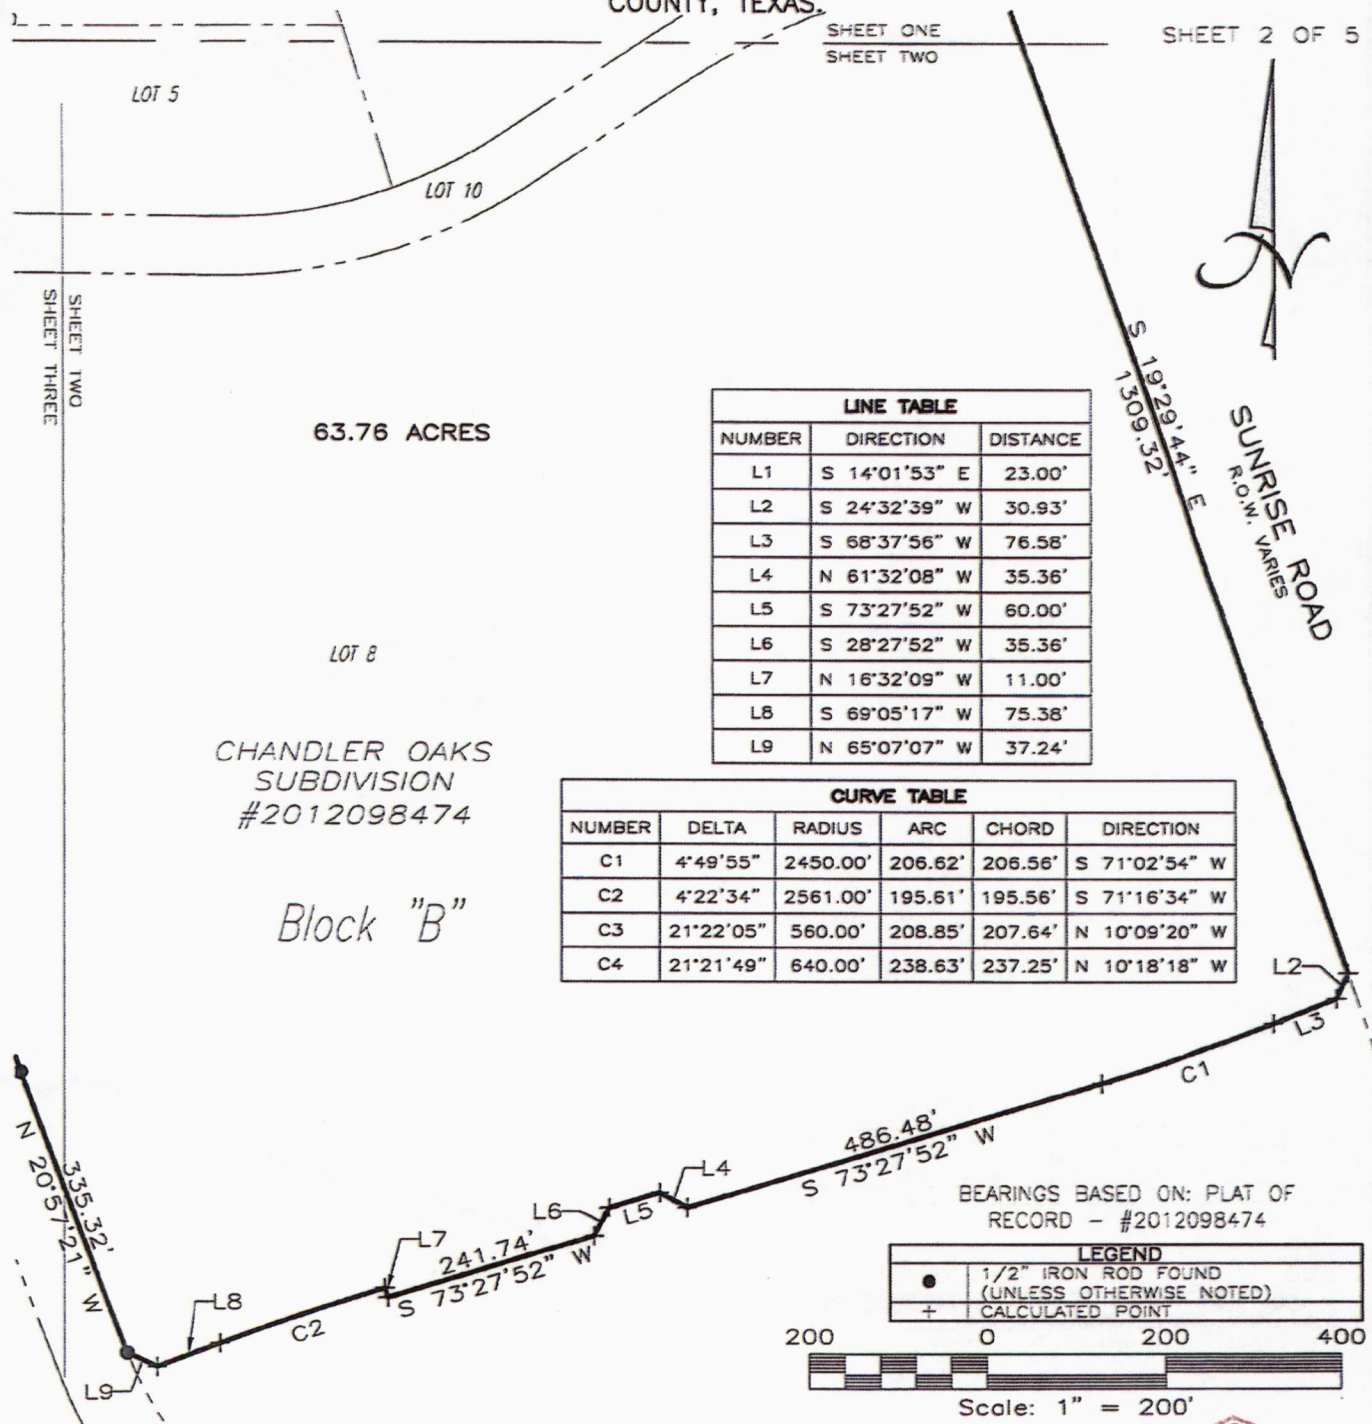 COUNTY, TEXAS.
SHEET ONE
SHEET TWO
SHEET 2 OF 5
LOT 5
LOT 10
SHEET TWO
SHEET THREE
S 19°29'44" E
1309.32'
SUNRISE ROAD
R.O.W. VARIES
63.76 ACRES
LINE TABLE
NUMBER DIRECTION DISTANCE
L1 S 14°01'53" E 23.00'
L2 S 24°32'39" W 30.93'
L3 S 68°37'56" W 76.58'
L4 N 61°32'08" W 35.36'
L5 S 73°27'52" W 60.00'
L6 S 28°27'52" W 35.36'
L7 N 16°32'09" W 11.00'
L8 S 69°05'17" W 75.38'
L9 N 65°07'07" W 37.24'
LOT 8
CHANDLER OAKS
SUBDIVISION
#2012098474
Block "B"
CURVE TABLE
NUMBER DELTA RADIUS ARC CHORD DIRECTION
C1 4°49'55" 2450.00' 206.62' 206.56' S 71°02'54" W
C2 4°22'34" 2561.00' 195.61' 195.56' S 71°16'34" W
C3 21°22'05" 560.00' 208.85' 207.64' N 10°09'20" W
C4 21°21'49" 640.00' 238.63' 237.25' N 10°18'18" W
L2
L3
C1
486.48'
S 73°27'52" W
L4
L5
L6
241.74'
S 73°27'52" W
L7
C2
L8
L9
335.32'
N 20°57'21" W
BEARINGS BASED ON: PLAT OF
RECORD - #2012098474
LEGEND
1/2" IRON ROD FOUND
(UNLESS OTHERWISE NOTED)
+ CALCULATED POINT
200 0 200 400
Scale: 1" = 200'